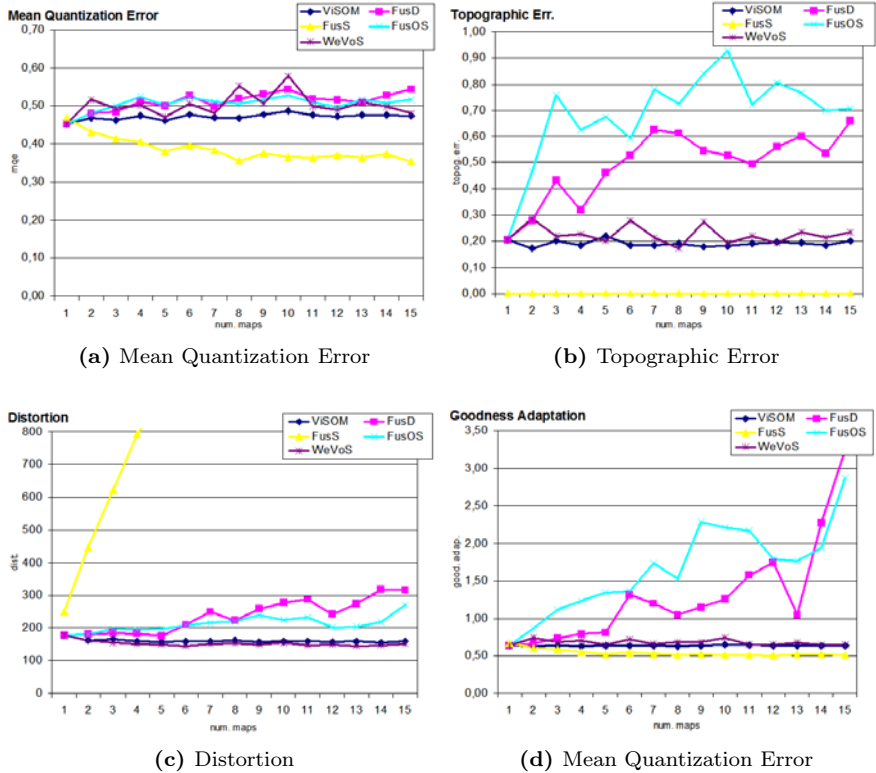 Mean Quantization Error
ViSOM FusD
FusS FusOS
WeVoS
0,70
0,60
0,50
0,40
0,30
0,20
0,10
0,00
mqe
1 2 3 4 5 6 7 8 9 10 11 12 13 14 15
num. maps
(a) Mean Quantization Error
Topographic Err.
ViSOM FusD
FusS FusOS
WeVoS
1,00
0,90
0,80
0,70
0,60
0,50
0,40
0,30
0,20
0,10
0,00
topog. err.
1 2 3 4 5 6 7 8 9 10 11 12 13 14 15
num. maps
(b) Topographic Error
Distortion
ViSOM FusD
FusS FusOS
WeVoS
800
700
600
500
400
300
200
100
0
dist.
1 2 3 4 5 6 7 8 9 10 11 12 13 14 15
num. maps
(c) Distortion
Goodness Adaptation
ViSOM FusD
FusS FusOS
WeVoS
3,50
3,00
2,50
2,00
1,50
1,00
0,50
0,00
good. adap.
1 2 3 4 5 6 7 8 9 10 11 12 13 14 15
num. maps
(d) Mean Quantization Error